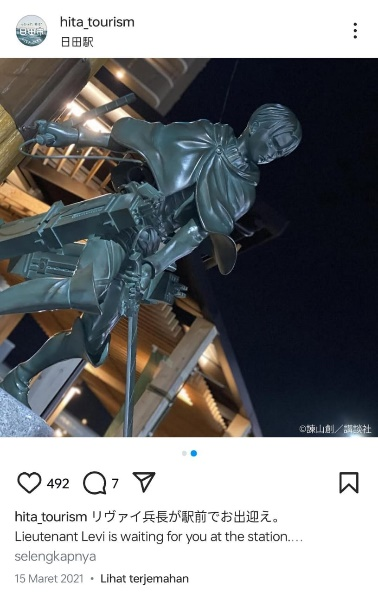 hita_tourism
日田駅
©諫山創/講談社
492
7
hita_tourism リヴァイ兵長が駅前でお出迎え。
Lieutenant Levi is waiting for you at the station....
selengkapnya
15 Maret 2021 • Lihat terjemahan